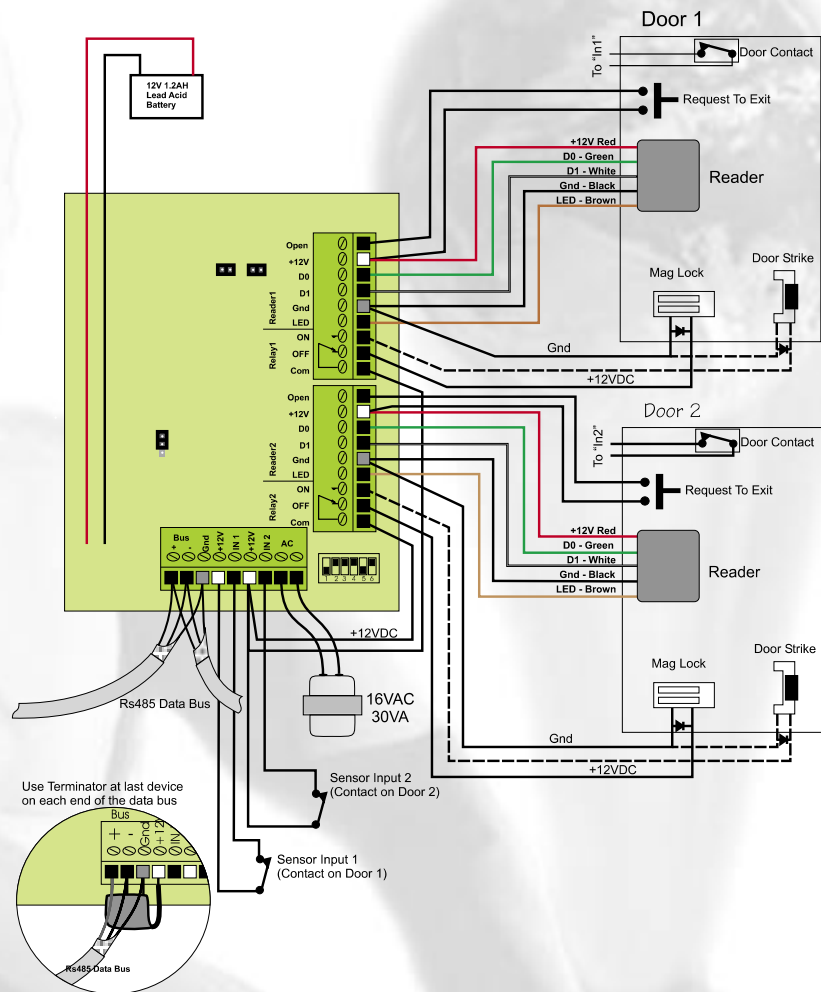 Door 1
To "In1"
Door Contact
Request To Exit
12V 1.2AH
Lead Acid
Battery
+12V Red
D0 - Green
D1 - White
Gnd - Black
LED - Brown
Reader
Mag Lock
Door Strike
Gnd
+12VDC
Open
+12V
D0
D1
Gnd
LED
ON
OFF
Com
Reader1
Relay1
Open
+12V
D0
D1
Gnd
LED
ON
OFF
Com
Reader2
Relay2
Door 2
To "In2"
Door Contact
Request To Exit
+12V Red
D0 - Green
D1 - White
Gnd - Black
LED - Brown
Reader
Mag Lock
Door Strike
Gnd
+12VDC
Bus
+
-
Gnd
+12V
IN 1
+12V
IN 2
AC
1 2 3 4 5 6
+12VDC
Rs485 Data Bus
16VAC
30VA
Sensor Input 2
(Contact on Door 2)
Sensor Input 1
(Contact on Door 1)
Use Terminator at last device
on each end of the data bus
Bus
+
-
Gnd
+12
IN
Rs485 Data Bus